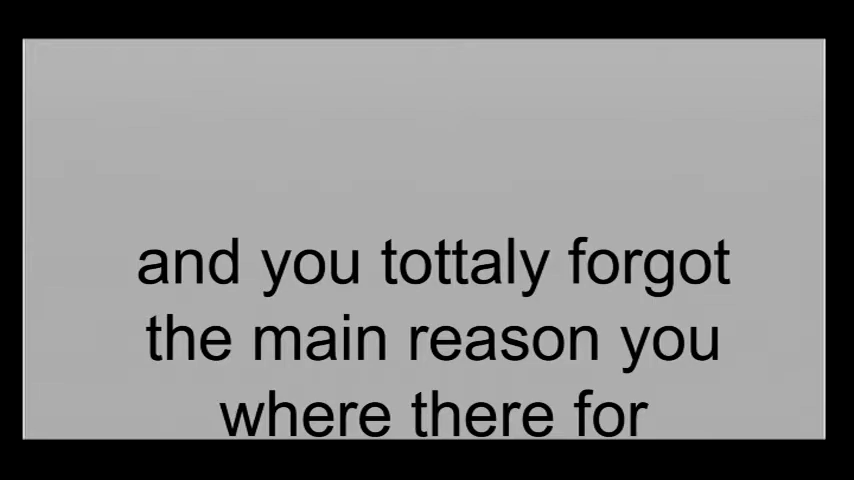 and you tottaly forgot
the main reason you
where there for